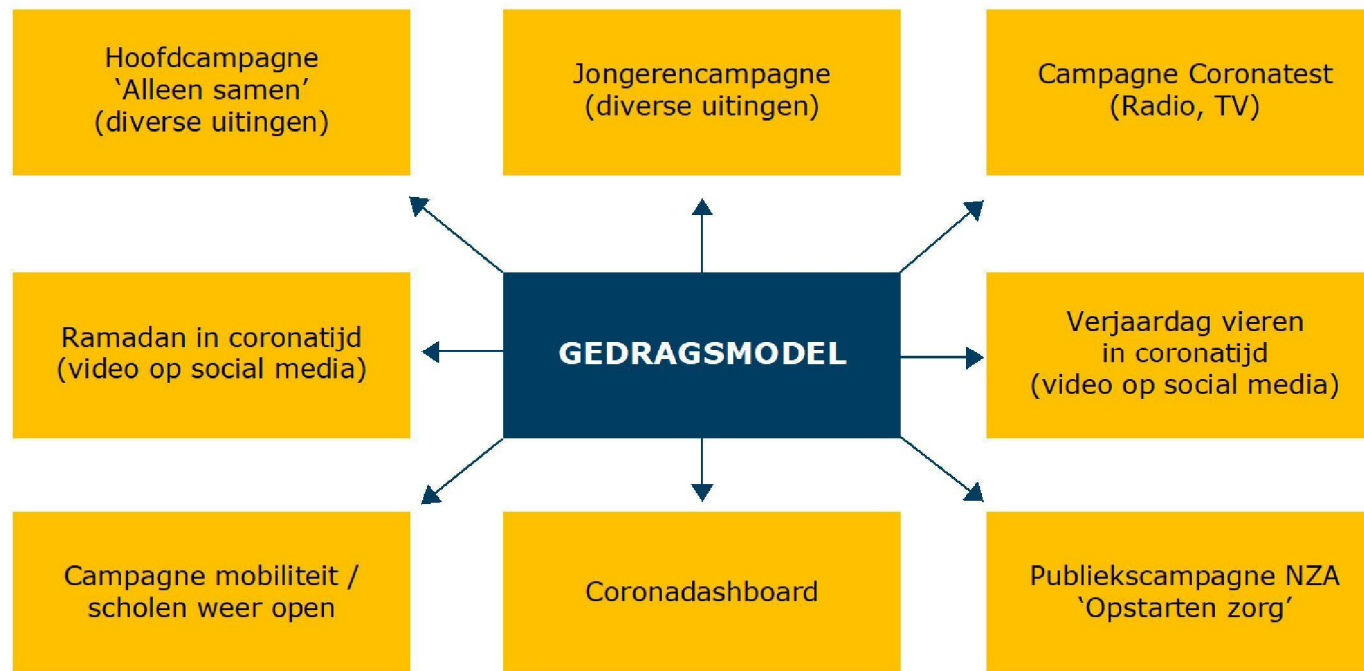 Hoofdcampagne
‘Alleen samen’
(diverse uitingen)
Jongerencampagne
(diverse uitingen)
Campagne Coronatest
(Radio, TV)
Ramadan in coronatijd
(video op social media)
GEDRAGSMODEL
Verjaardag vieren
in coronatijd
(video op social media)
Campagne mobiliteit /
scholen weer open
Coronadashboard
Publiekscampagne NZA
‘Opstarten zorg’